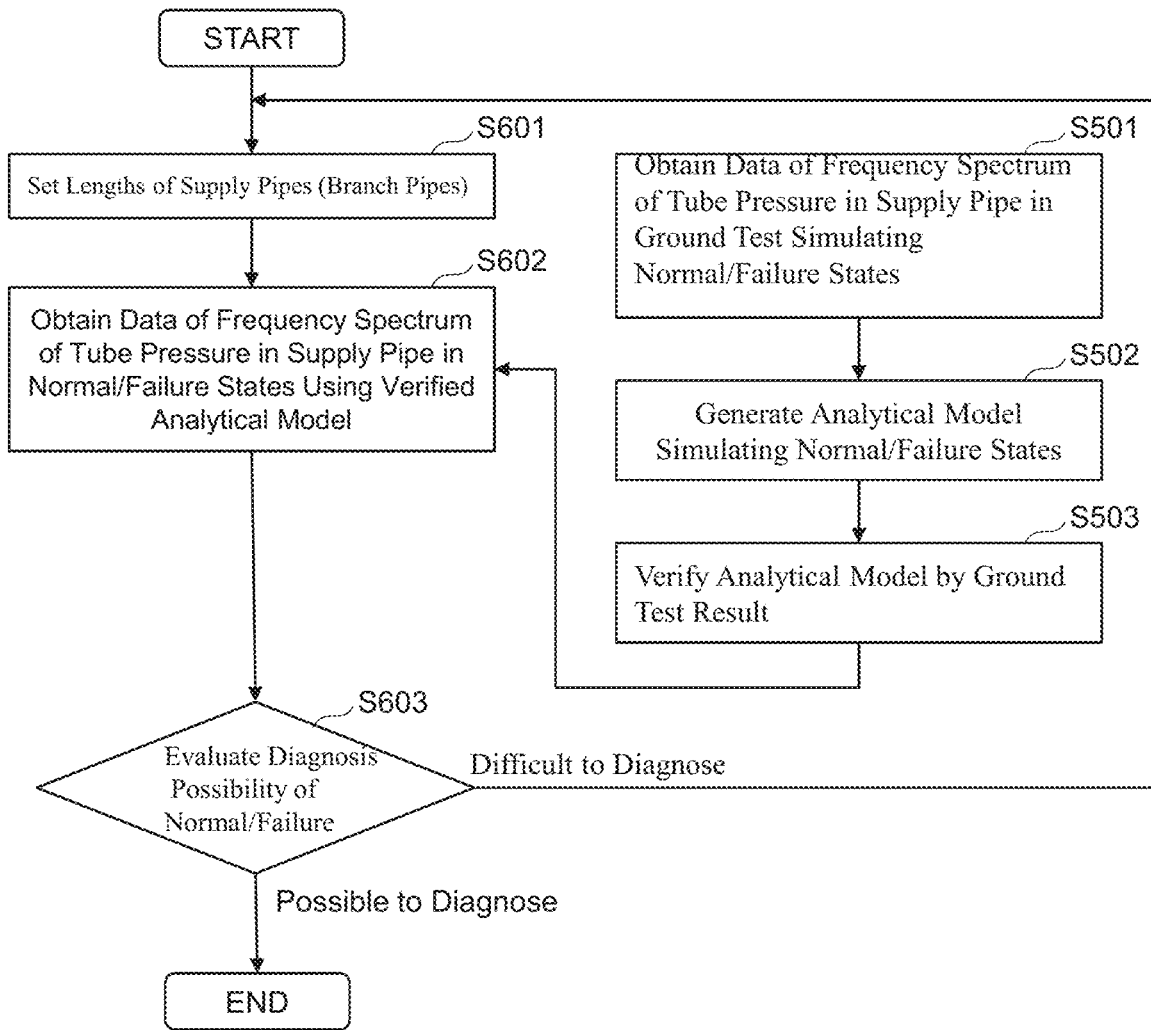 START
S601
Set Lengths of Supply Pipes (Branch Pipes)
S602
Obtain Data of Frequency Spectrum
of Tube Pressure in Supply Pipe in
Normal/Failure States Using Verified
Analytical Model
S501
Obtain Data of Frequency Spectrum
of Tube Pressure in Supply Pipe in
Ground Test Simulating
Normal/Failure States
S502
Generate Analytical Model
Simulating Normal/Failure States
S503
Verify Analytical Model by Ground
Test Result
S603
Evaluate Diagnosis
Possibility of
Normal/Failure
Difficult to Diagnose
Possible to Diagnose
END